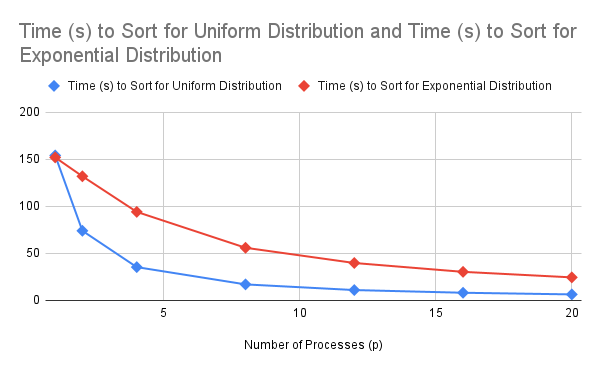 Time (s) to Sort for Uniform Distribution and Time (s) to Sort for
Exponential Distribution
Time (s) to Sort for Uniform Distribution
Time (s) to Sort for Exponential Distribution
200
150
100
50
0
5
10
15
20
Number of Processes (p)